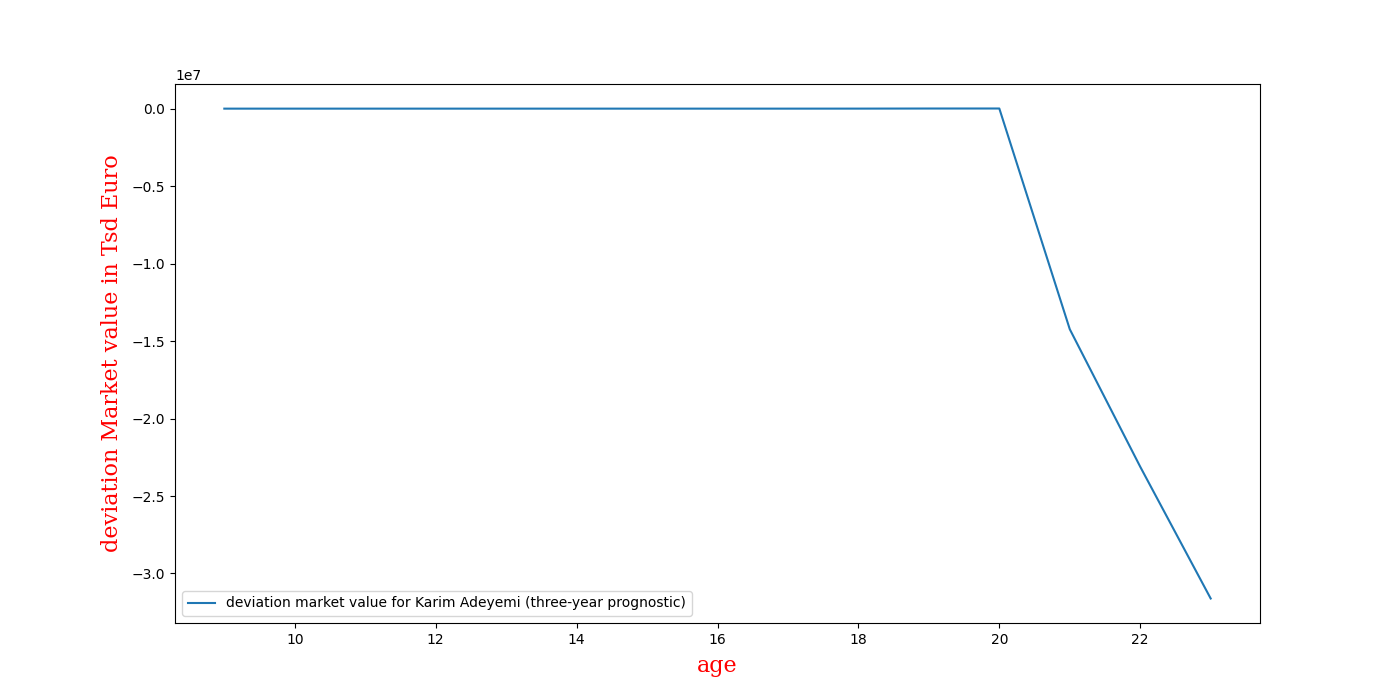 1e7
0.0
−0.5
−1.0
−1.5
−2.0
−2.5
−3.0
deviation Market value in Tsd Euro
deviation market value for Karim Adeyemi (three-year prognostic)
10 12 14 16 18 20 22
age